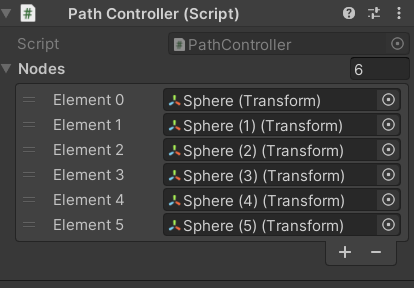 Path Controller (Script)
Script PathController
Nodes 6
Element 0 Sphere (Transform)
Element 1 Sphere (1) (Transform)
Element 2 Sphere (2) (Transform)
Element 3 Sphere (3) (Transform)
Element 4 Sphere (4) (Transform)
Element 5 Sphere (5) (Transform)
+ −